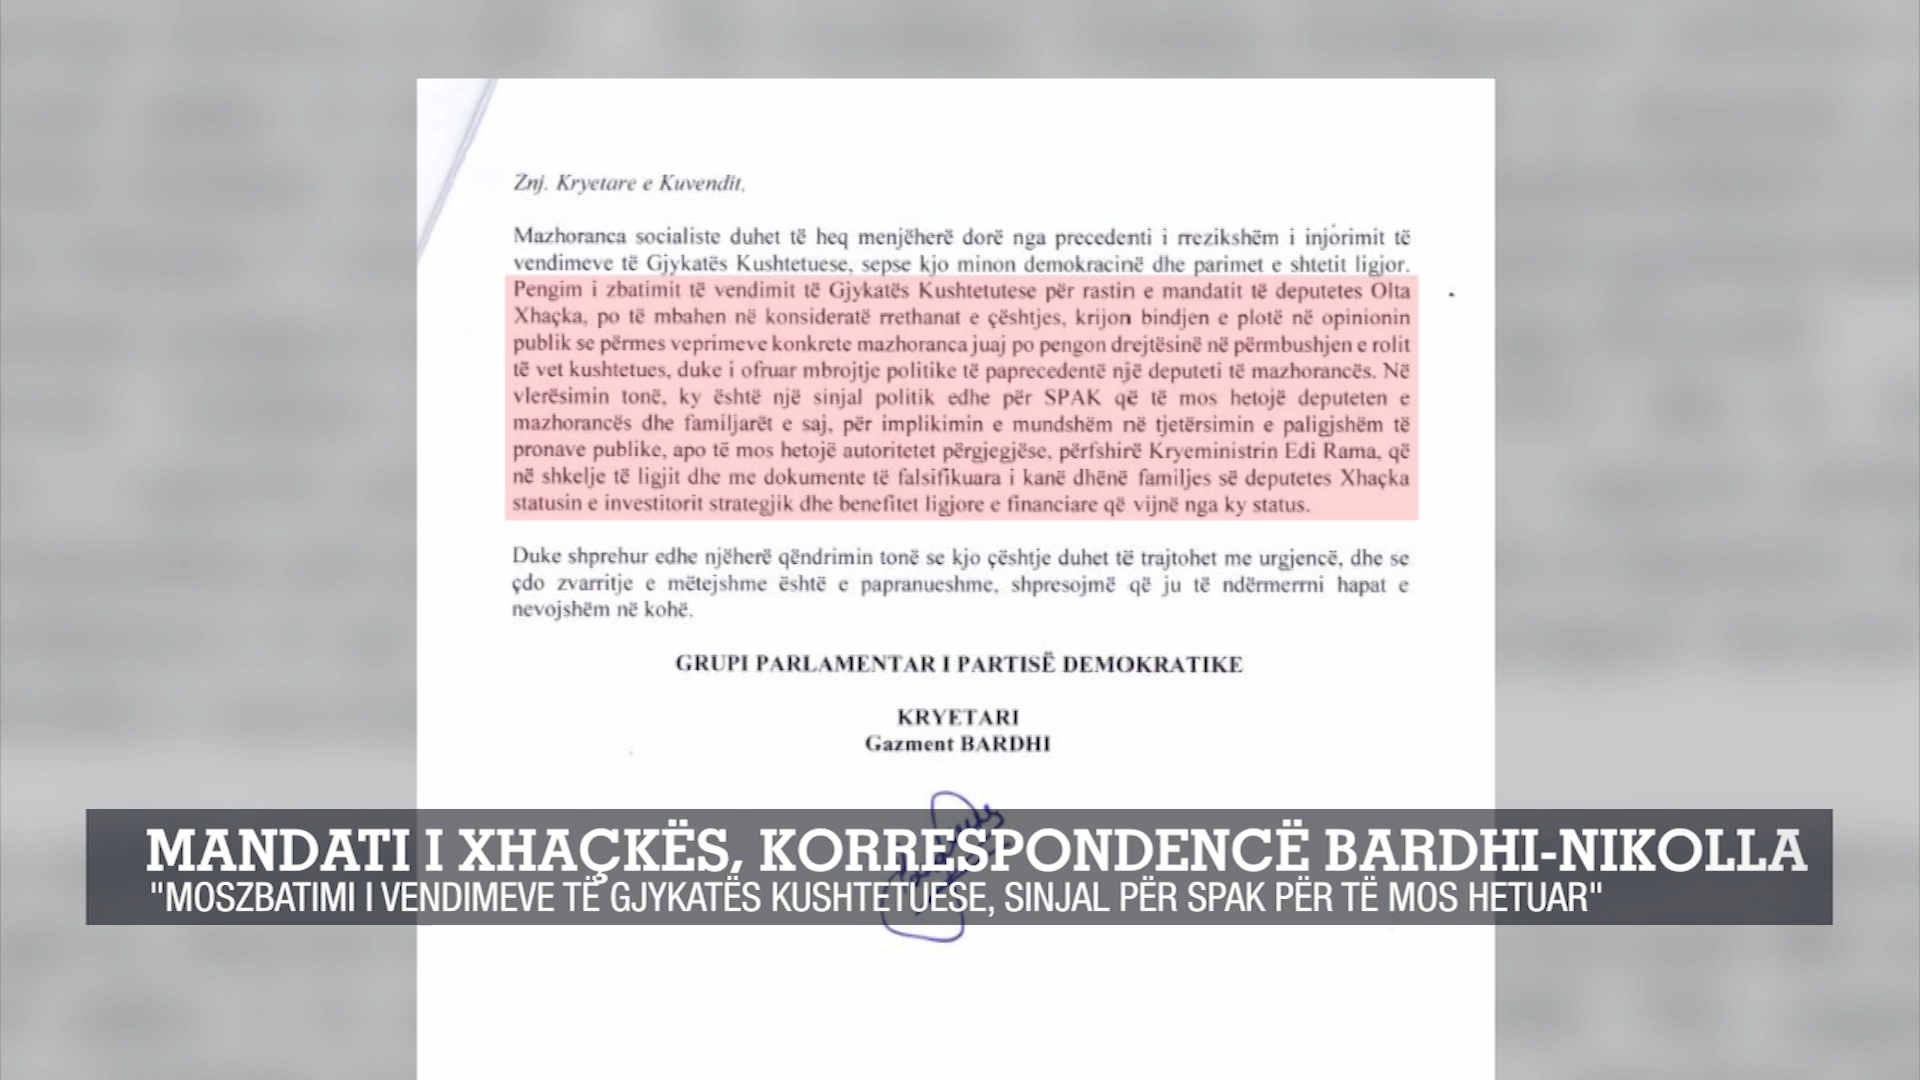 Znj. Kryetare e Kuvendit,
Mazhoranca socialiste duhet të heq menjëherë dorë nga precedenti i rrezikshëm i injorimit të
vendimeve të Gjykatës Kushtetuese, sepse kjo minon demokracinë dhe parimet e shtetit ligjor.
Pengim i zbatimit të vendimit të Gjykatës Kushtetutese për rastin e mandatit të deputetes Olta
Xhaçka, po të mbahen në konsideratë rrethanat e çështjes, krijon bindjen e plotë në opinionin
publik se përmes veprimeve konkrete mazhoranca juaj po pengon drejtësinë në përmbushjen e rolit
të vet kushtetues, duke i ofruar mbrojtje politike të paprecedentë një deputeti të mazhorancës. Në
vlerësimin tonë, ky është një sinjal politik edhe për SPAK që të mos hetojë deputeten e
mazhorancës dhe familjarët e saj, për implikimin e mundshëm në tjetërsimin e paligjshëm të
pronave publike, apo të mos hetojë autoritetet përgjegjëse, përfshirë Kryeministrin Edi Rama, që
në shkelje të ligjit dhe me dokumente të falsifikuara i kanë dhënë familjes së deputetes Xhaçka
statusin e investitorit strategjik dhe benefitet ligjore e financiare që vijnë nga ky status.
Duke shprehur edhe njëherë qëndrimin tonë se kjo çështje duhet të trajtohet me urgjencë, dhe se
çdo zvarritje e mëtejshme është e papranueshme, shpresojmë që ju të ndërmerrni hapat e
nevojshëm në kohë.
GRUPI PARLAMENTAR I PARTISË DEMOKRATIKE
KRYETARI
Gazment BARDHI
MANDATI I XHAÇKËS, KORRESPONDENCË BARDHI-NIKOLLA
"MOSZBATIMI I VENDIMEVE TË GJYKATËS KUSHTETUESE, SINJAL PËR SPAK PËR TË MOS HETUAR"